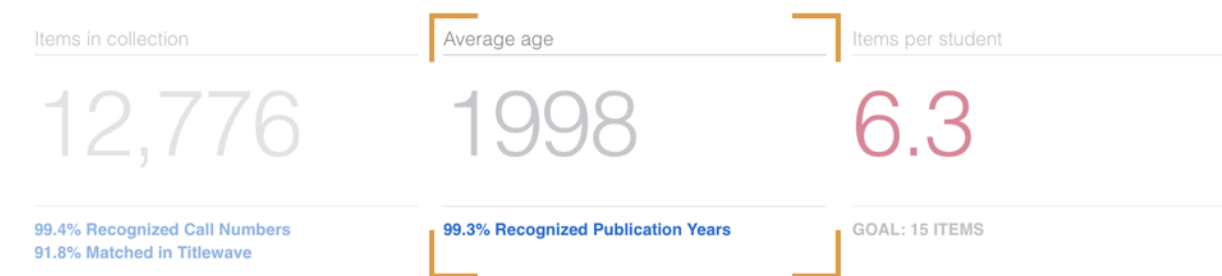 Items in collection
12,776
99.4% Recognized Call Numbers
91.8% Matched in Titlewave
Average age
1998
99.3% Recognized Publication Years
Items per student
6.3
GOAL: 15 ITEMS